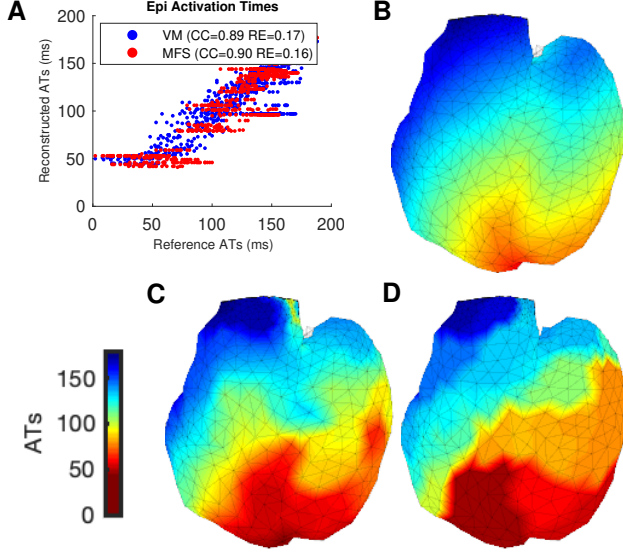 A
Epi Activation Times
VM (CC=0.89 RE=0.17)
MFS (CC=0.90 RE=0.16)
Reconstructed ATs (ms)
200
150
100
50
0
0 50 100 150 200
Reference ATs (ms)
B
C
D
ATs
150
100
50
0